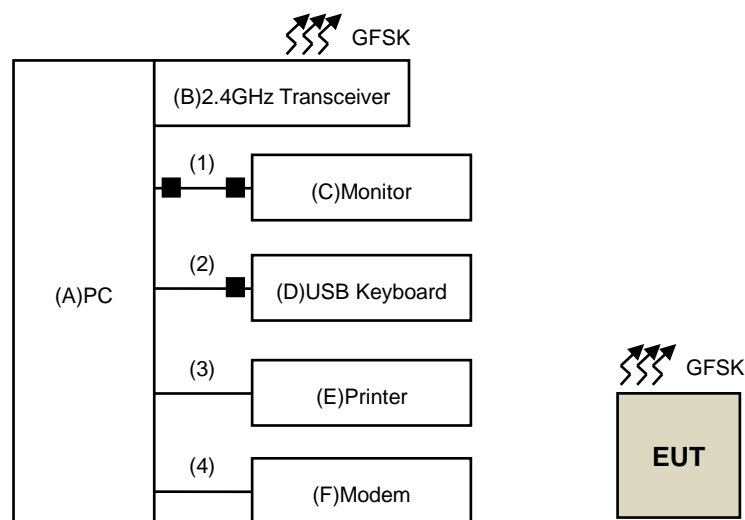 GFSK
(B)2.4GHz Transceiver
(1)
(C)Monitor
(2)
(A)PC
(D)USB Keyboard
(3)
(E)Printer
GFSK
EUT
(4)
(F)Modem